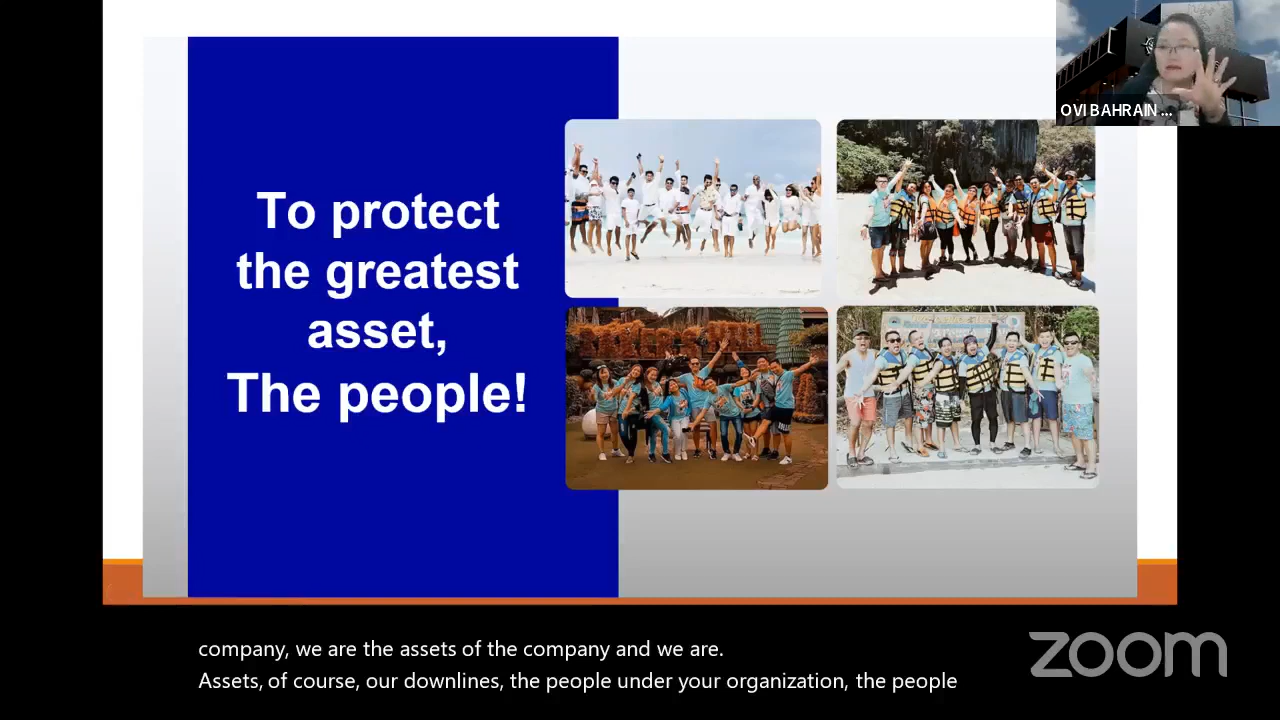 To protect
the greatest
asset,
The people!
OVI BAHRAIN ...
company, we are the assets of the company and we are.
Assets, of course, our downlines, the people under your organization, the people
zoom